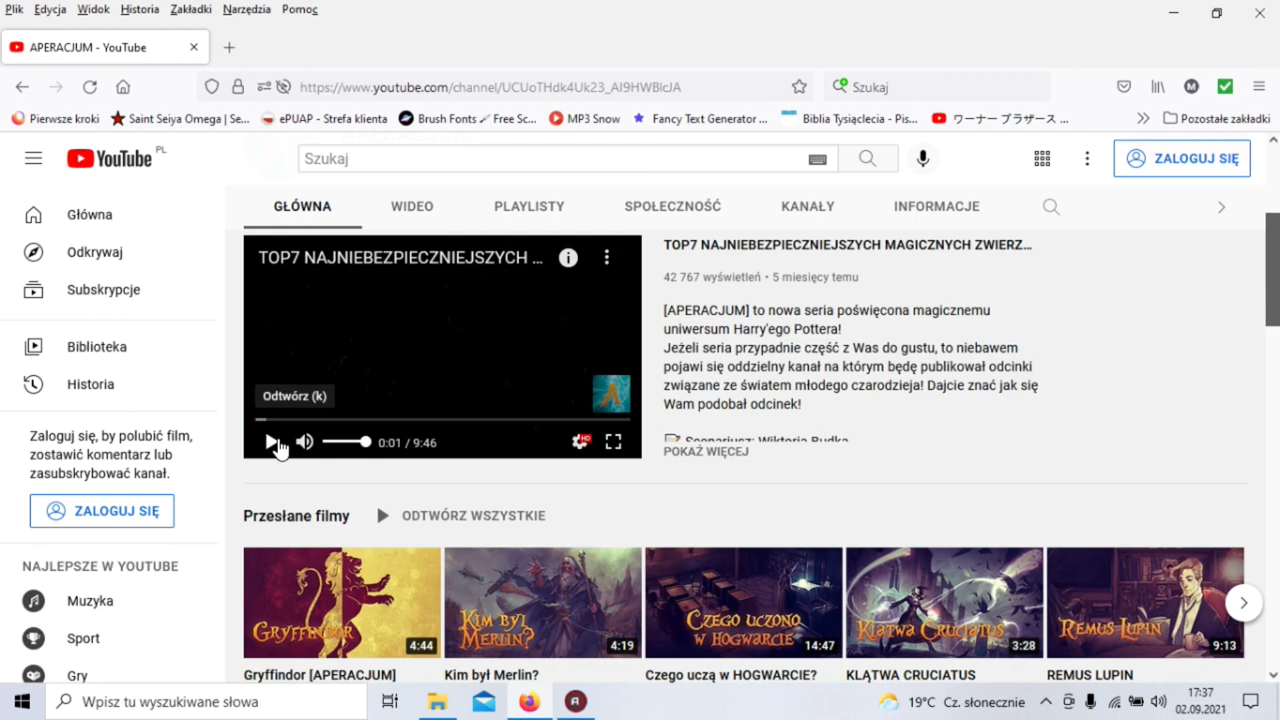 Plik Edycja Widok Historia Zakładki Narzędzia Pomoc
APERACJUM - YouTube
https://www.youtube.com/channel/UCUoTHdk4Uk23_AI9HWBlcJA
Szukaj
Pierwsze kroki Saint Seiya Omega | Se... ePUAP - Strefa klienta Brush Fonts Free Sc... MP3 Snow Fancy Text Generator ... Biblia Tysiąclecia - Pis... ワーナー ブラザース ... Pozostałe zakładki
YouTube PL
Szukaj
ZALOGUJ SIĘ
GŁÓWNA WIDEO PLAYLISTY SPOŁECZNOŚĆ KANAŁY INFORMACJE
Główna
Odkrywaj
Subskrypcje
Biblioteka
Historia
Zaloguj się, by polubić film,
zostawić komentarz lub
zasubskrybować kanał.
ZALOGUJ SIĘ
NAJLEPSZE W YOUTUBE
Muzyka
Sport
Gry
TOP7 NAJNIEBEZPIECZNIEJSZYCH ...
Odtwórz (k)
0:01 / 9:46
HD
TOP7 NAJNIEBEZPIECZNIEJSZYCH MAGICZNYCH ZWIERZ...
42 767 wyświetleń • 5 miesięcy temu
[APERACJUM] to nowa seria poświęcona magicznemu
uniwersum Harry'ego Pottera!
Jeżeli seria przypadnie część z Was do gustu, to niebawem
pojawi się oddzielny kanał na którym będę publikował odcinki
związane ze światem młodego czarodzieja! Dajcie znać jak się
Wam podobał odcinek!
Scenariusz: Wiktoria Rudka
POKAŻ WIĘCEJ
Przesłane filmy ODTWÓRZ WSZYSTKIE
GRYFFINDOR
4:44
KIM BYŁ
MERLIN?
4:19
CZEGO UCZONO
W HOGWARCIE
14:47
KLĄTWA CRUCIATUS
3:28
REMUS LUPIN
9:13
Gryffindor [APERACJUM]
Kim był Merlin?
Czego uczą w HOGWARCIE?
KLĄTWA CRUCIATUS
REMUS LUPIN
Wpisz tu wyszukiwane słowa
19°C Cz. słonecznie
17:37
02.09.2021